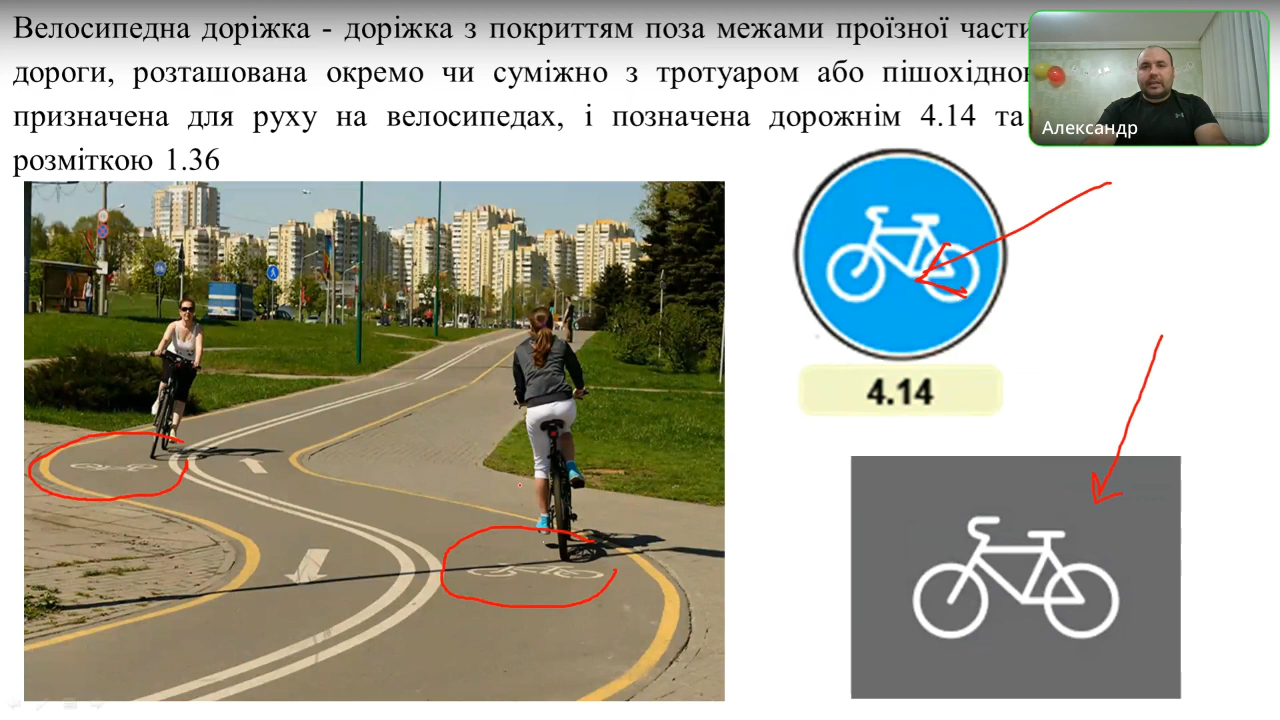 Велосипедна доріжка - доріжка з покриттям поза межами проїзної части
дороги, розташована окремо чи суміжно з тротуаром або пішохідною
призначена для руху на велосипедах, і позначена дорожнім 4.14 та
розміткою 1.36
Александр
4.14